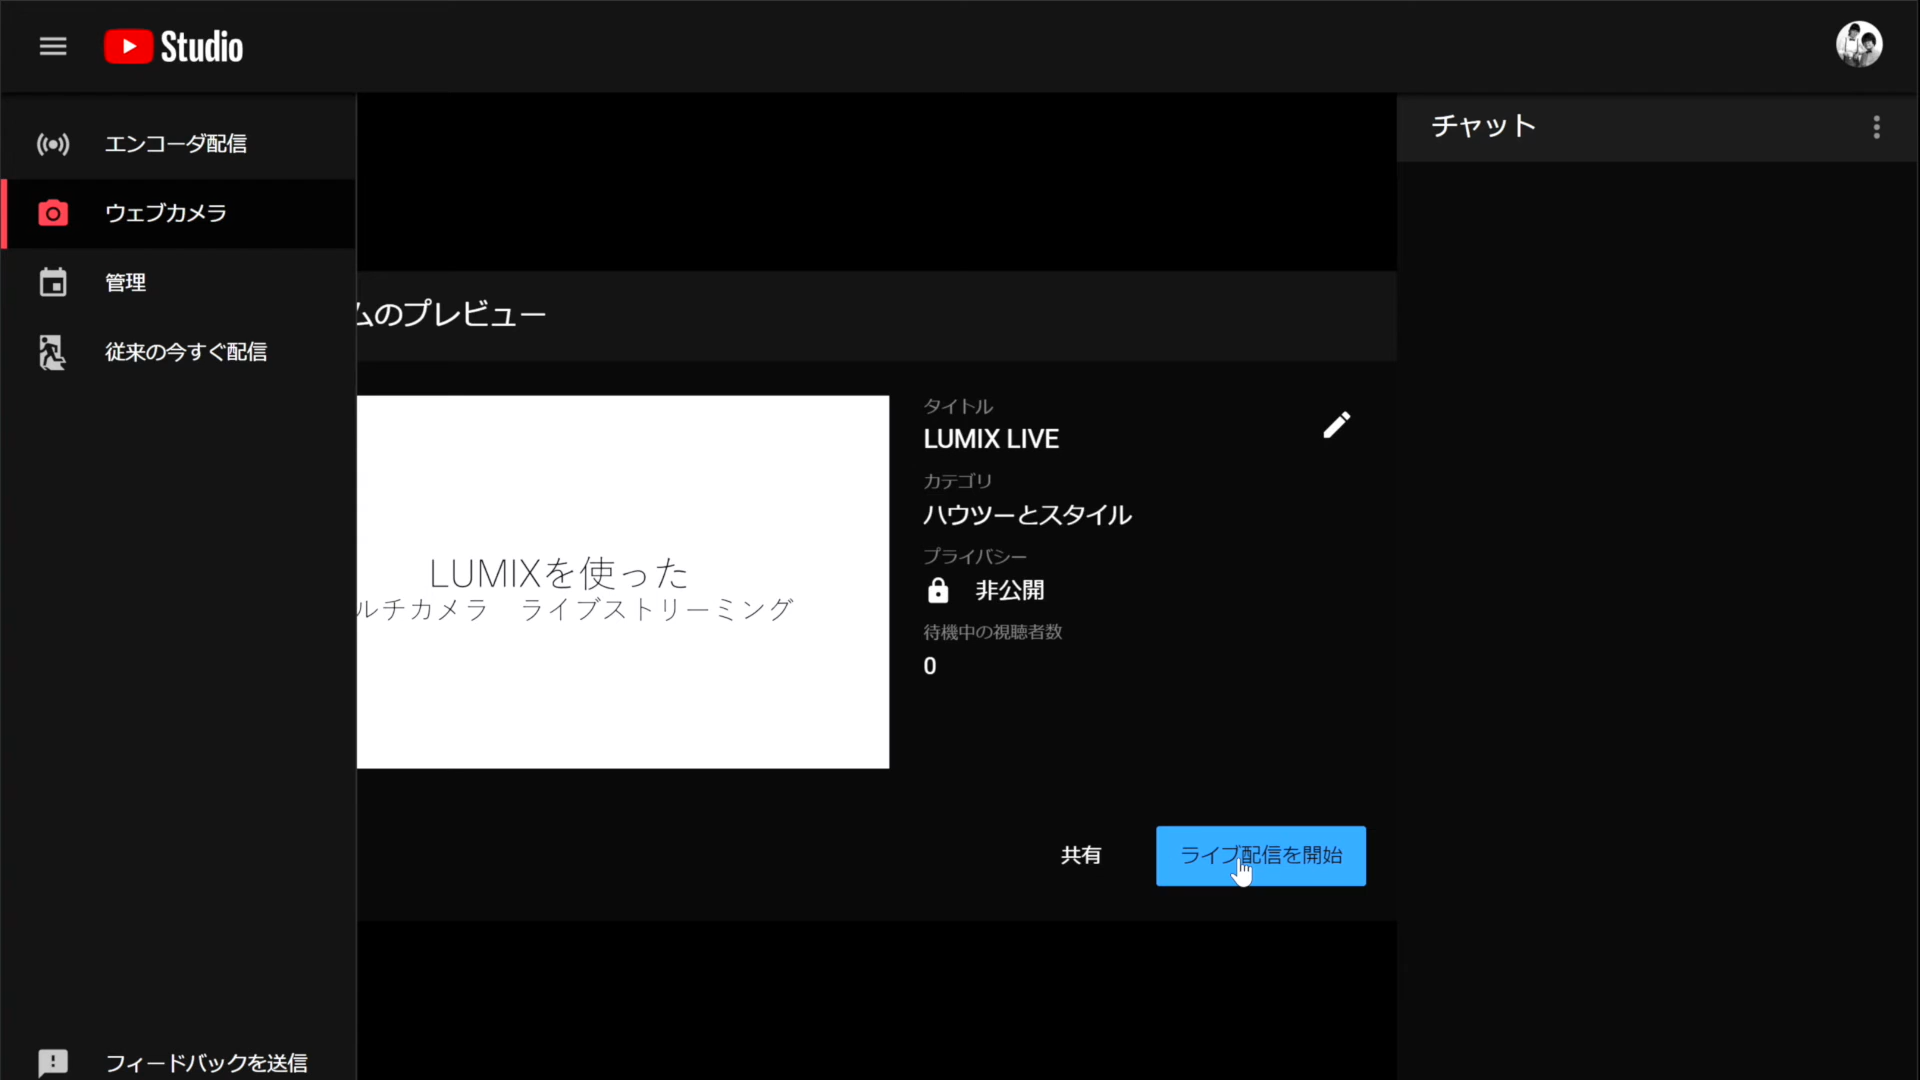 Studio
エンコーダ配信
ウェブカメラ
管理
従来の今すぐ配信
フィードバックを送信
ムのプレビュー
LUMIXを使った
ルチカメラ　ライブストリーミング
タイトル
LUMIX LIVE
カテゴリ
ハウツーとスタイル
プライバシー
非公開
待機中の視聴者数
0
共有
ライブ配信を開始
チャット